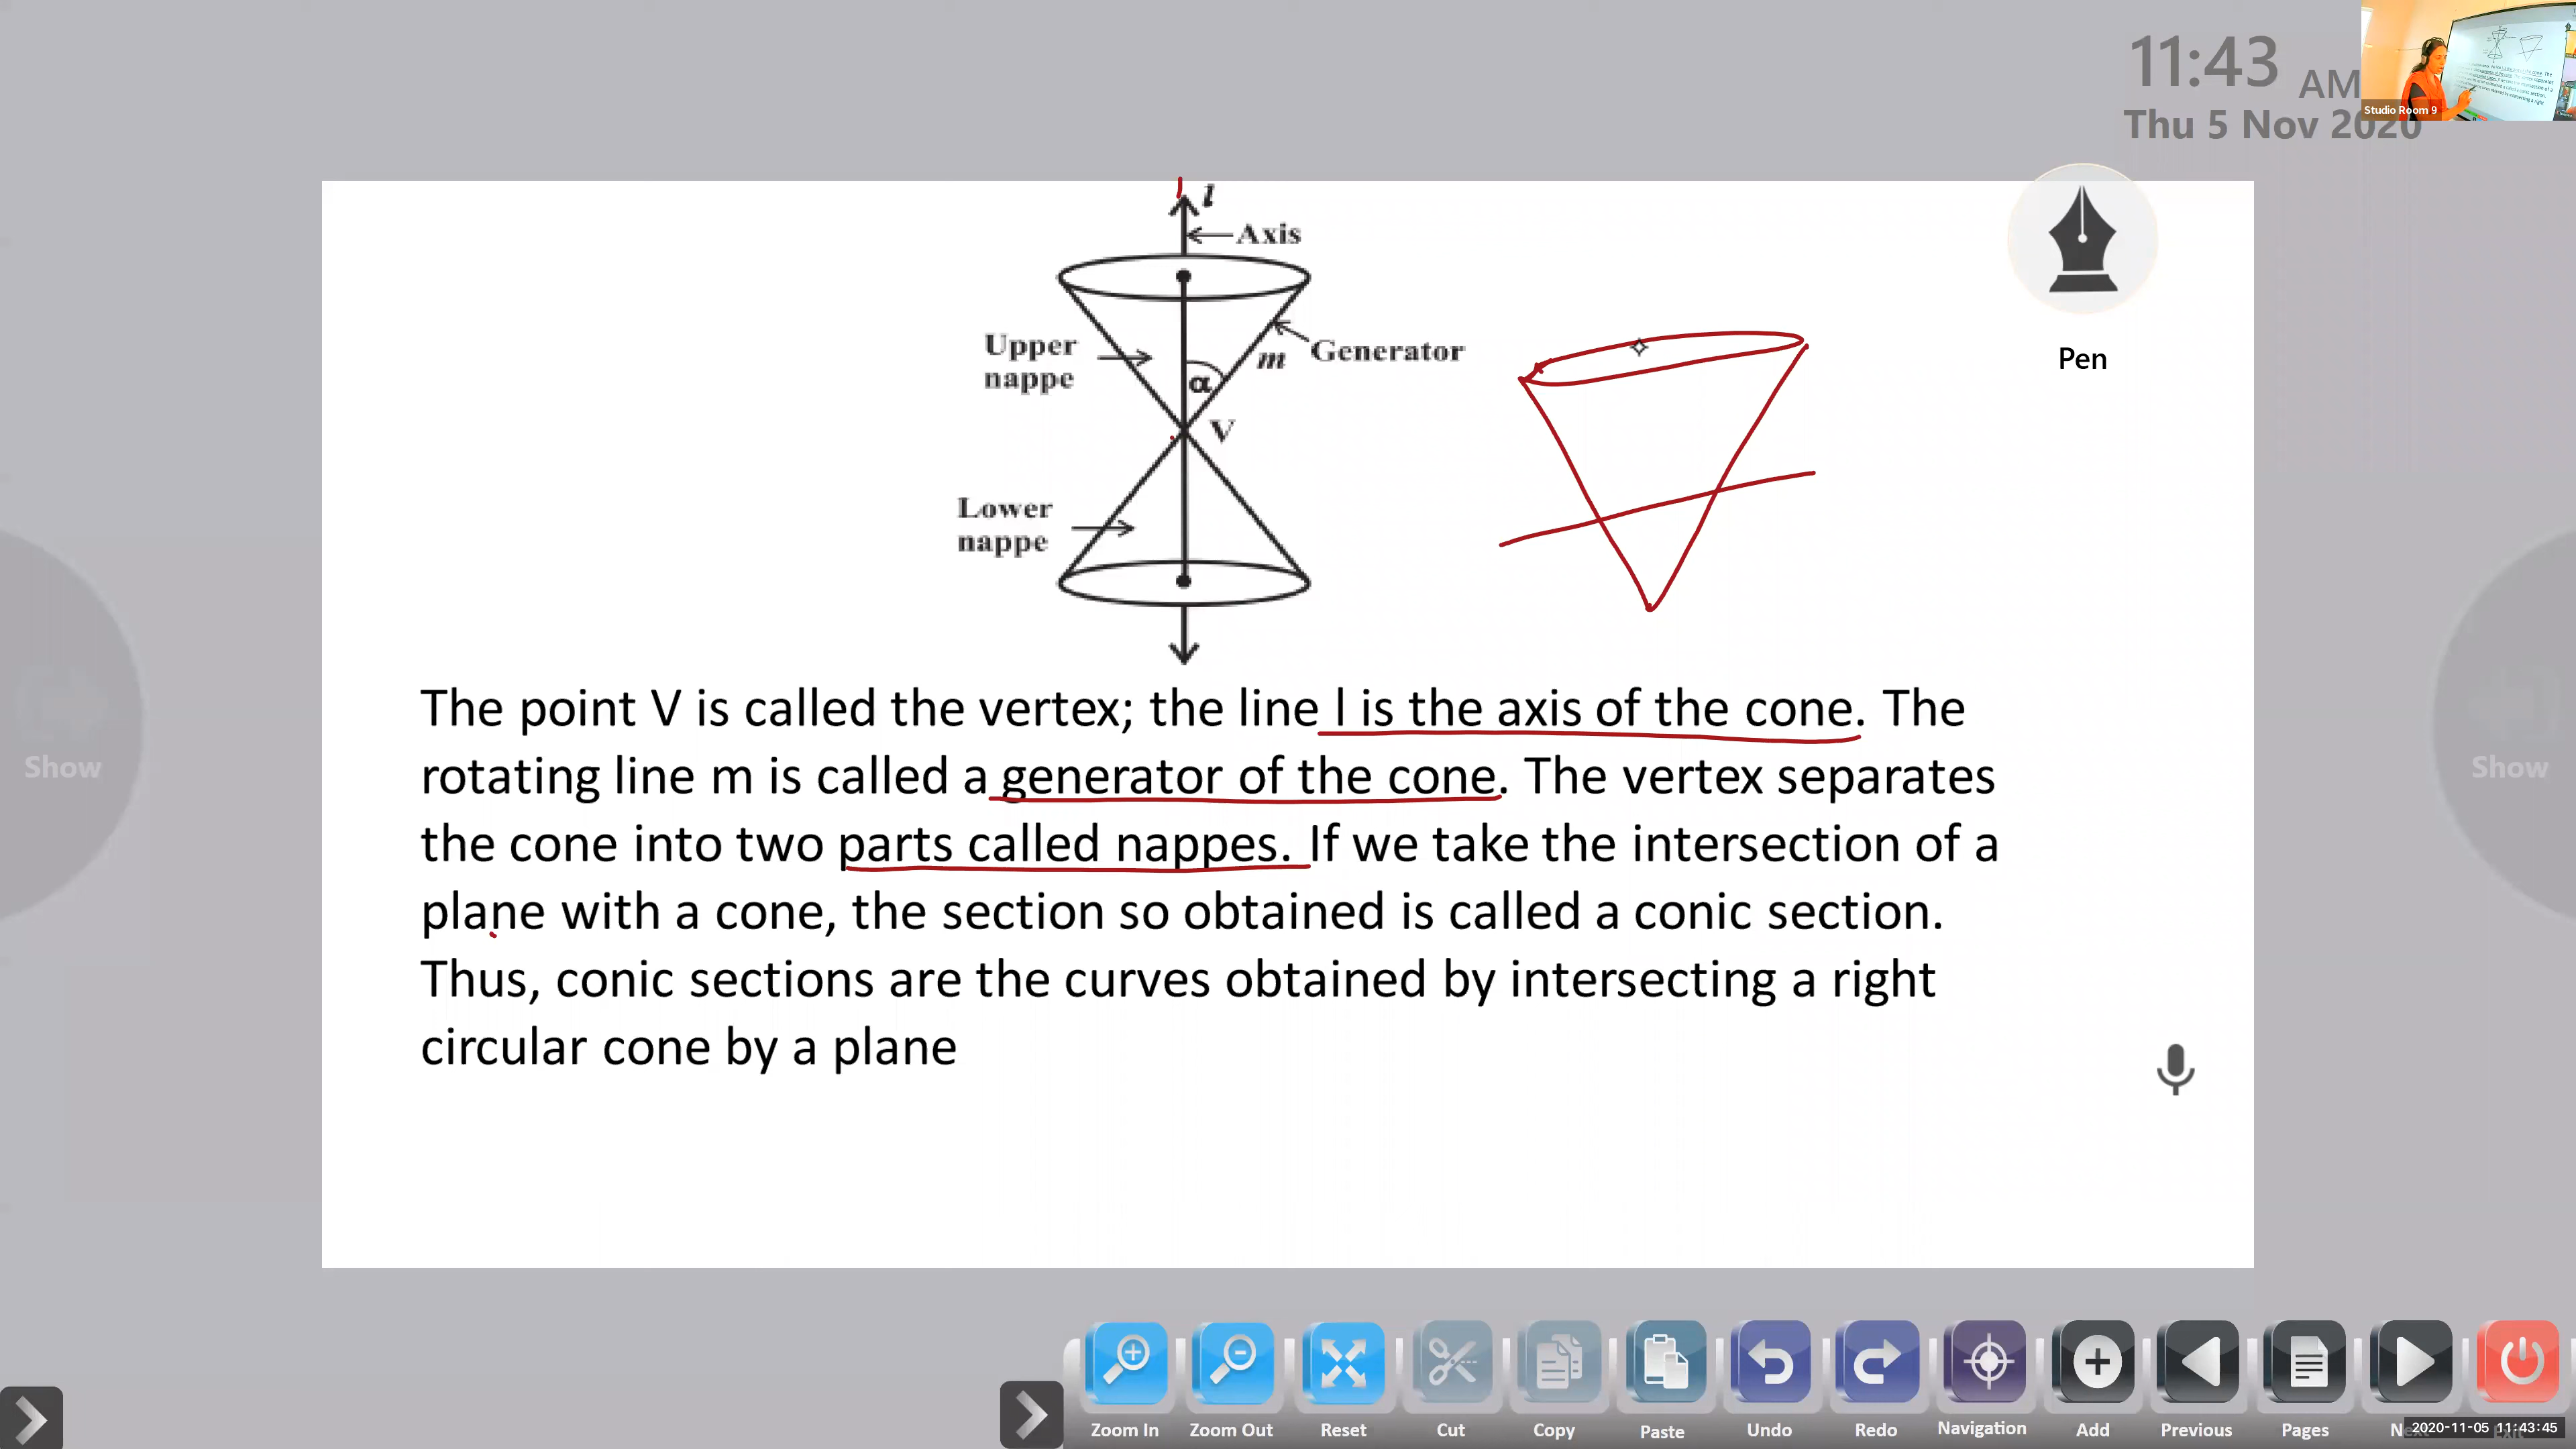 11:43 AM
Thu 5 Nov 2020
Studio Room 9
l
Axis
Upper
nappe
Generator
m
α
V
Lower
nappe
Pen
Show
Show
The point V is called the vertex; the line l is the axis of the cone. The
rotating line m is called a generator of the cone. The vertex separates
the cone into two parts called nappes. If we take the intersection of a
plane with a cone, the section so obtained is called a conic section.
Thus, conic sections are the curves obtained by intersecting a right
circular cone by a plane
Zoom In Zoom Out Reset Cut Copy Paste Undo Redo Navigation Add Previous Pages
2020-11-05 11:43:45